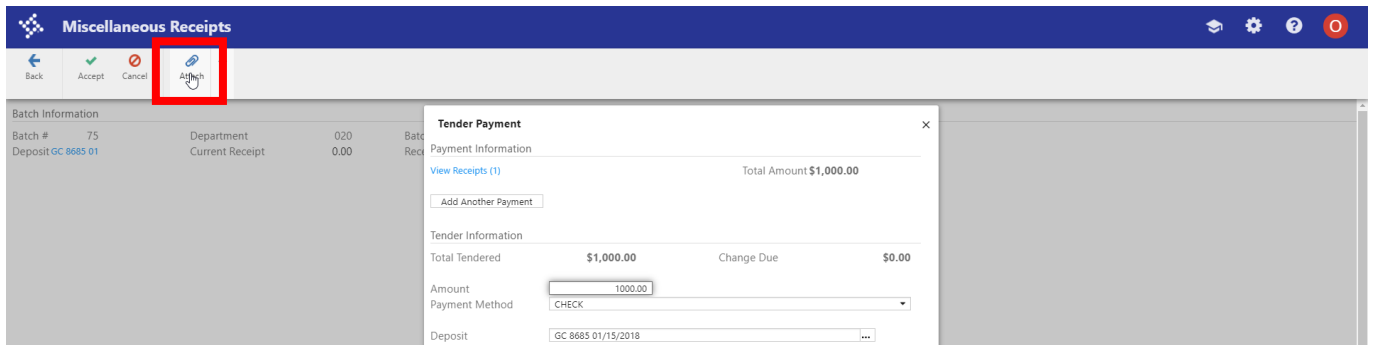 Miscellaneous Receipts
O
Back Accept Cancel Attach
Batch Information
Batch # 75 Department 020
Deposit GC 8685 01 Current Receipt 0.00
Tender Payment
Payment Information
View Receipts (1) Total Amount $1,000.00
Add Another Payment
Tender Information
Total Tendered $1,000.00 Change Due $0.00
Amount 1000.00
Payment Method CHECK
Deposit GC 8685 01/15/2018 ...